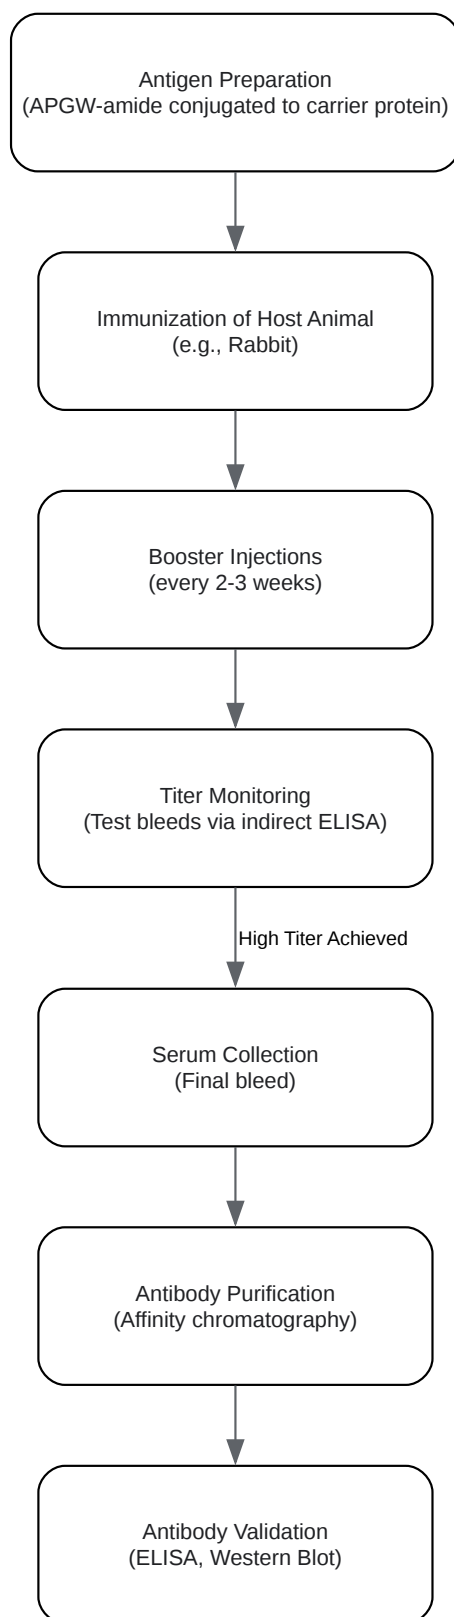 Antigen Preparation
(APGW-amide conjugated to carrier protein)
Immunization of Host Animal
(e.g., Rabbit)
Booster Injections
(every 2-3 weeks)
Titer Monitoring
(Test bleeds via indirect ELISA)
High Titer Achieved
Serum Collection
(Final bleed)
Antibody Purification
(Affinity chromatography)
Antibody Validation
(ELISA, Western Blot)